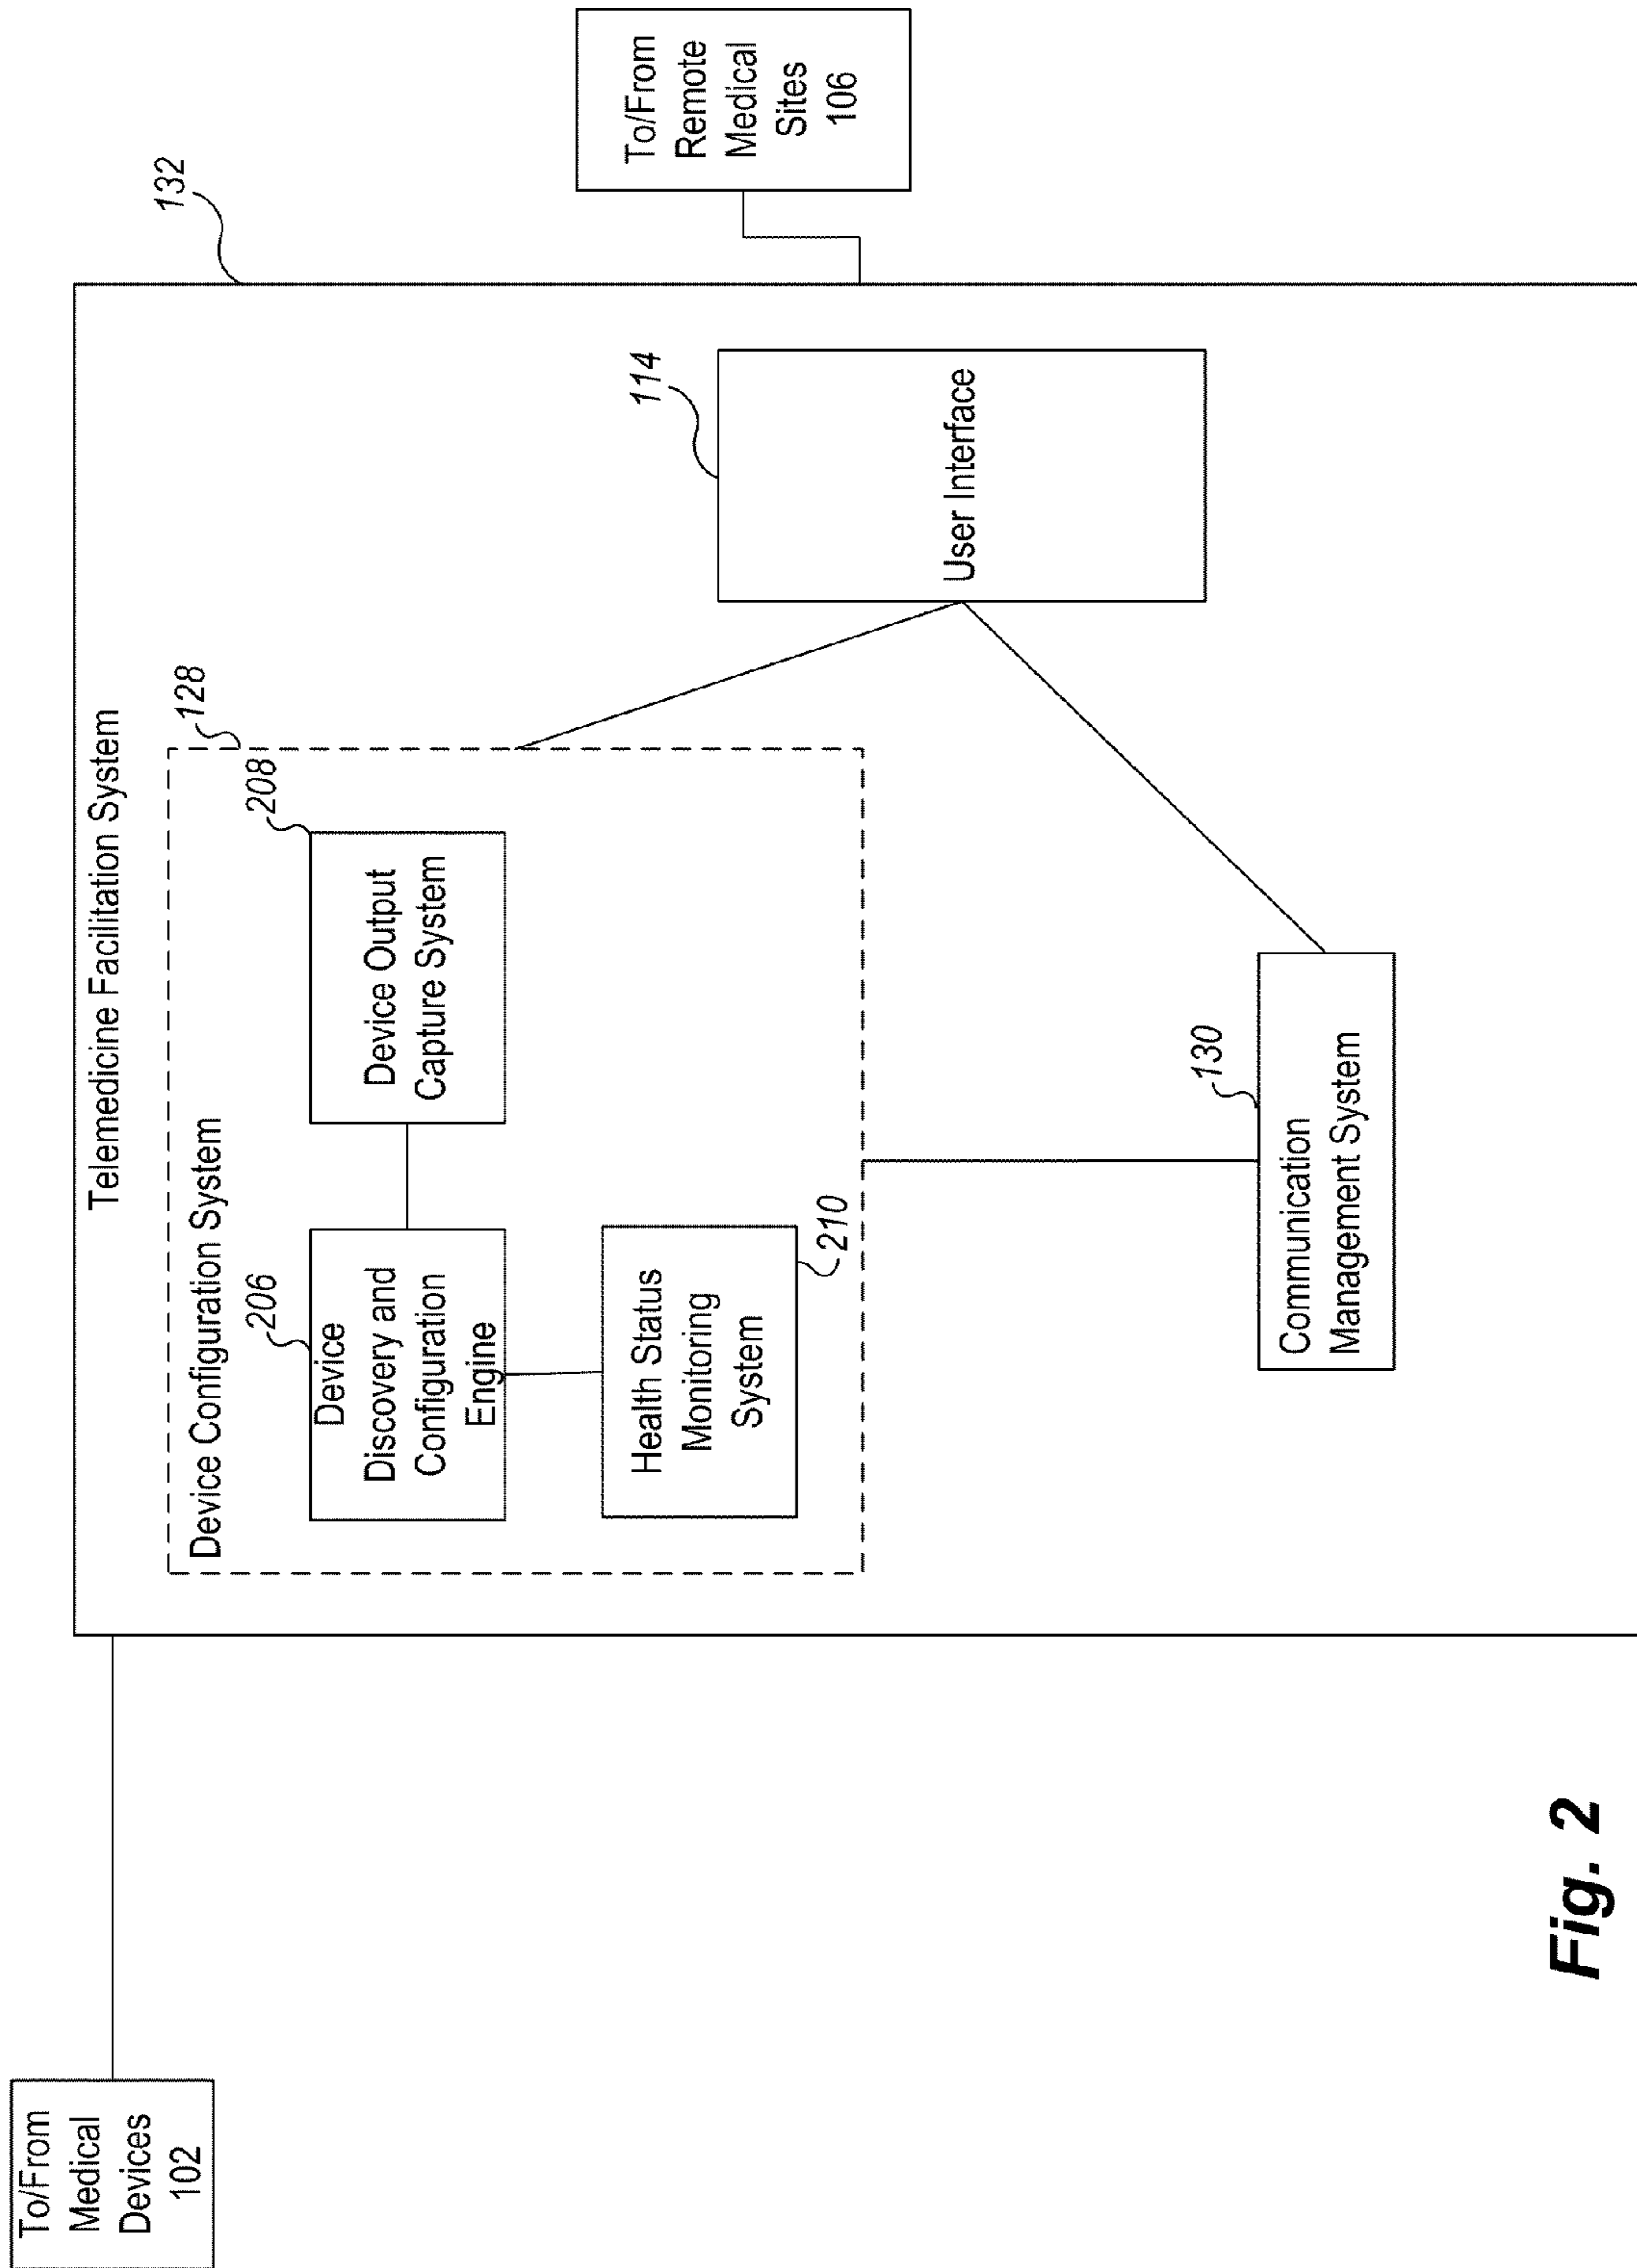 To/From
Medical
Devices
102
Telemedicine Facilitation System
132
Device Configuration System
128
206
Device
Discovery and
Configuration
Engine
208
Device Output
Capture System
Health Status
Monitoring
System
210
114
User Interface
130
Communication
Management System
To/From
Remote
Medical
Sites
106
Fig. 2